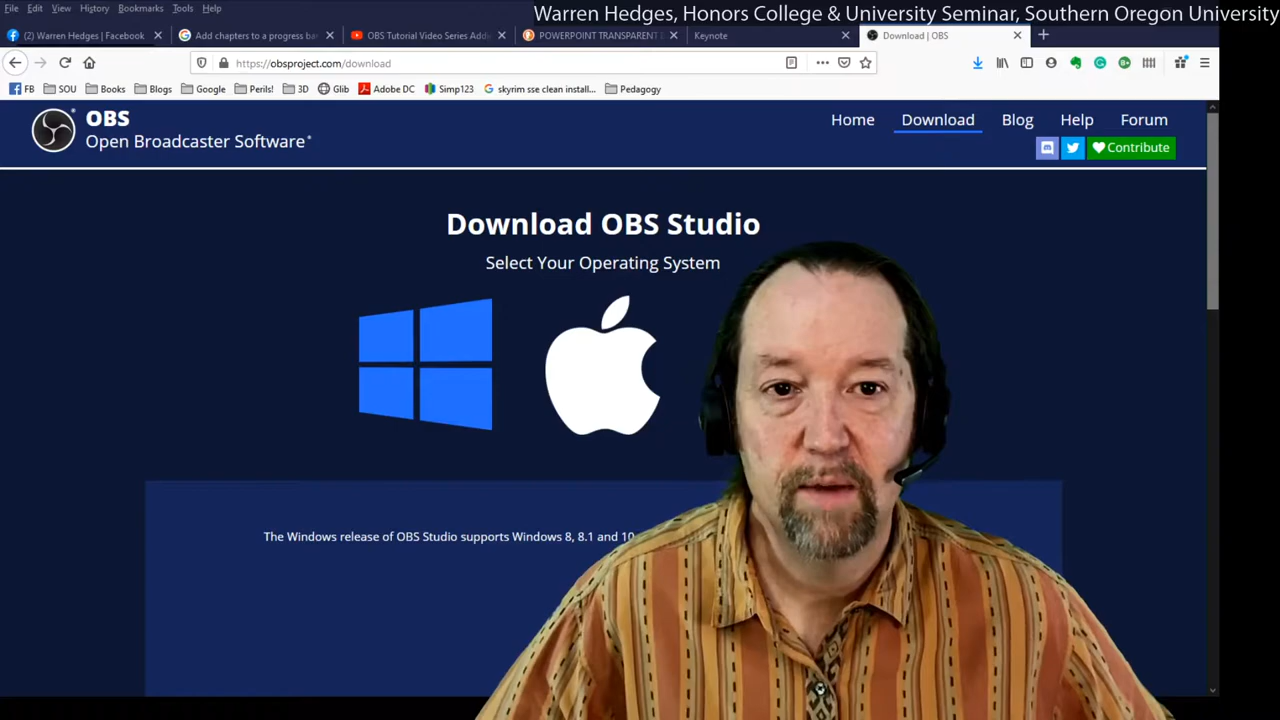 File Edit View History Bookmarks Tools Help
Warren Hedges, Honors College & University Seminar, Southern Oregon University
(2) Warren Hedges | Facebook
Add chapters to a progress bar
OBS Tutorial Video Series Addi
POWERPOINT TRANSPARENT
Keynote
Download | OBS
https://obsproject.com/download
FB SOU Books Blogs Google Perils! 3D Glib Adobe DC Simp123 skyrim sse clean install... Pedagogy
OBS
Open Broadcaster Software*
Home Download Blog Help Forum
Contribute
Download OBS Studio
Select Your Operating System
The Windows release of OBS Studio supports Windows 8, 8.1 and 10